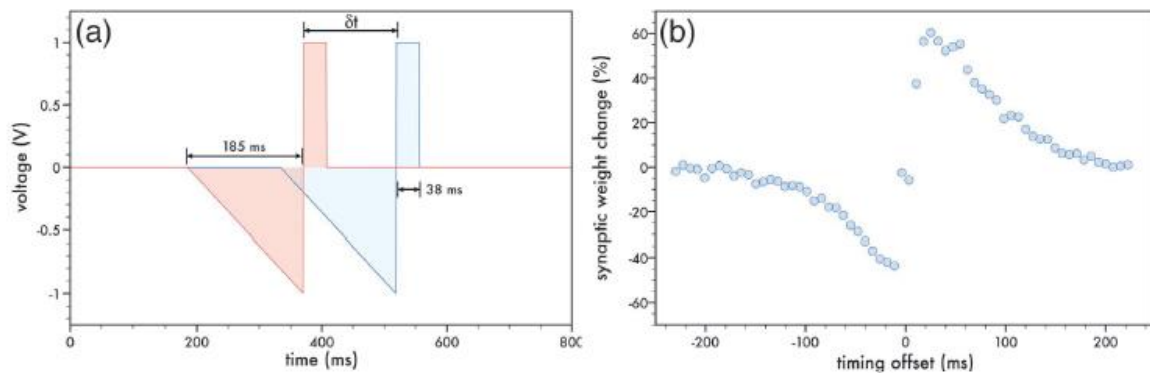 (a)
δt
1
0.5
0
-0.5
-1
185 ms
38 ms
voltage (V)
0
200
400
600
800
time (ms)
(b)
60
40
20
0
-20
-40
-60
synaptic weight change (%)
-200
-100
0
100
200
timing offset (ms)